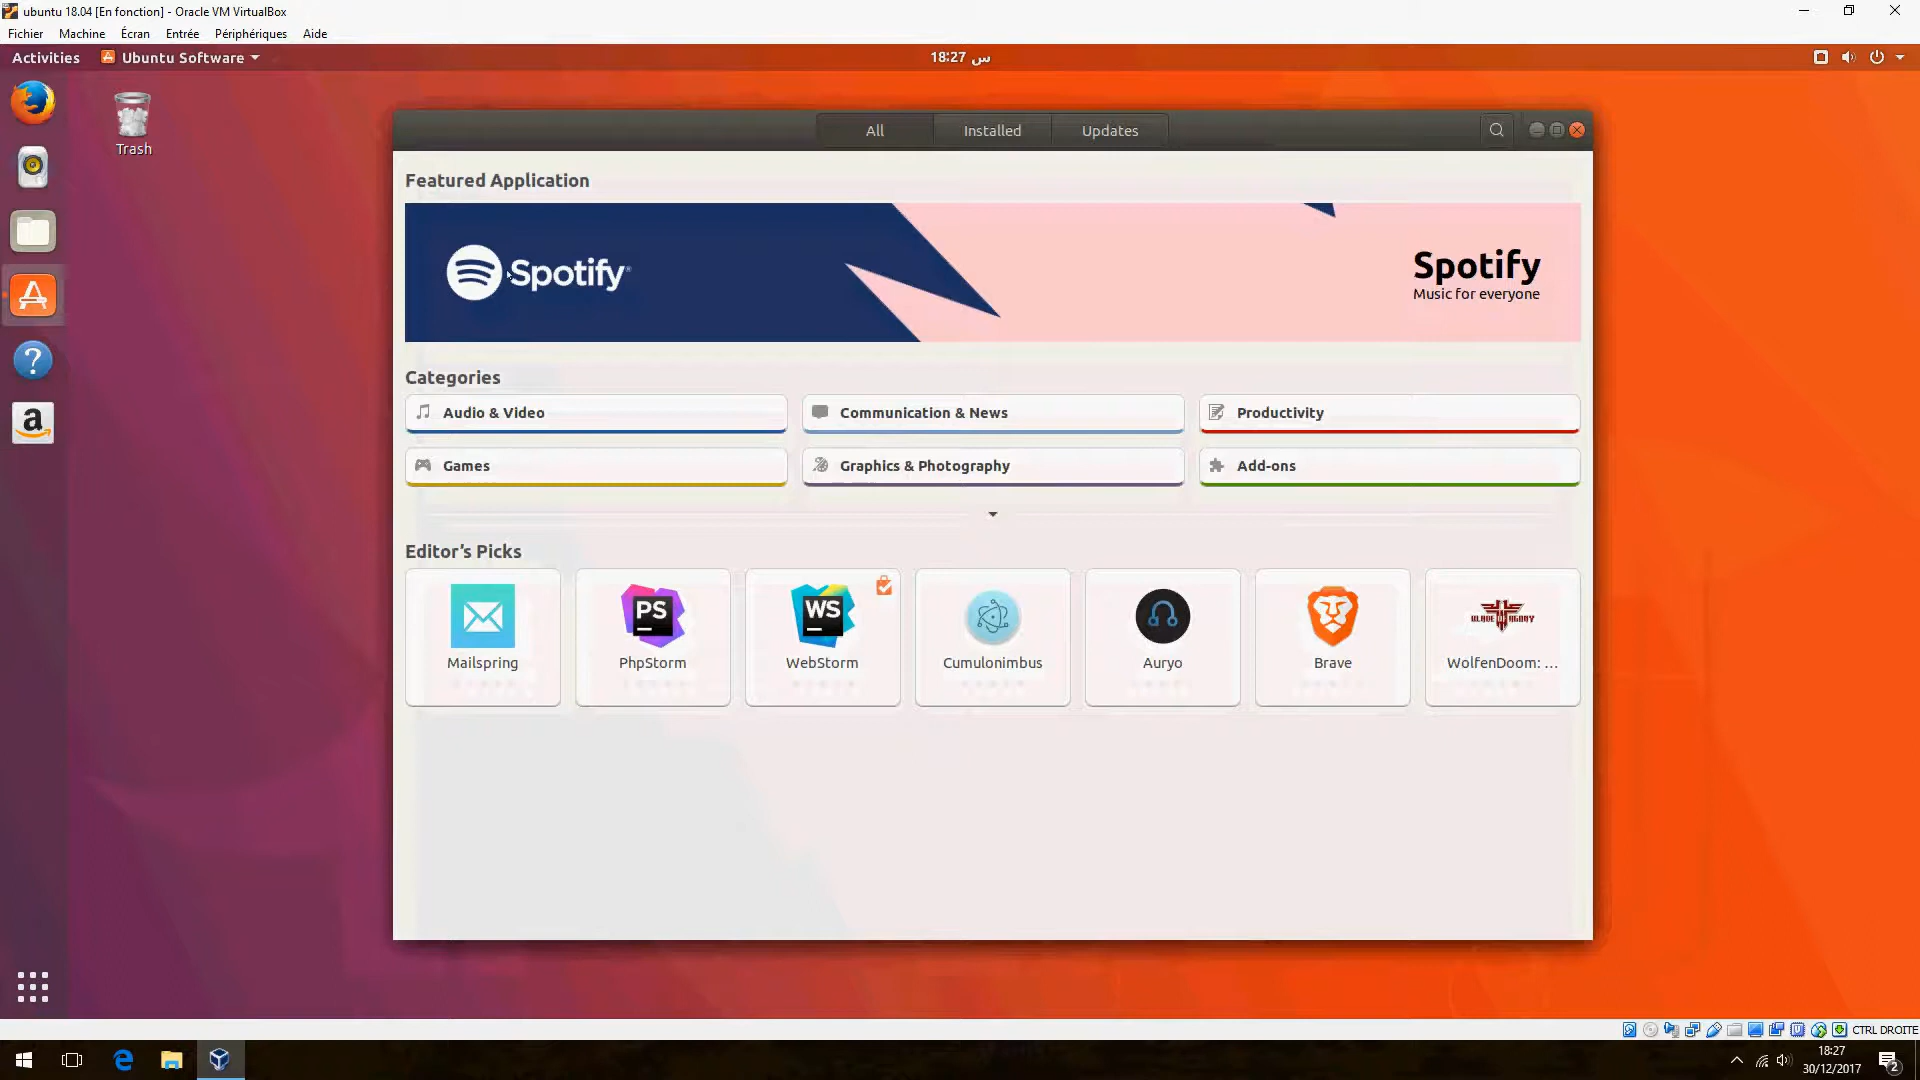 ubuntu 18.04 [En fonction] - Oracle VM VirtualBox
Fichier Machine Écran Entrée Périphériques Aide
Activities Ubuntu Software س 18:27
Trash
All Installed Updates
Featured Application
Spotify
Spotify
Music for everyone
Categories
Audio & Video Communication & News Productivity
Games Graphics & Photography Add-ons
Editor’s Picks
PS WS
Mailspring PhpStorm WebStorm Cumulonimbus Auryo Brave WolfenDoom: ...
CTRL DROITE
18:27
30/12/2017
2